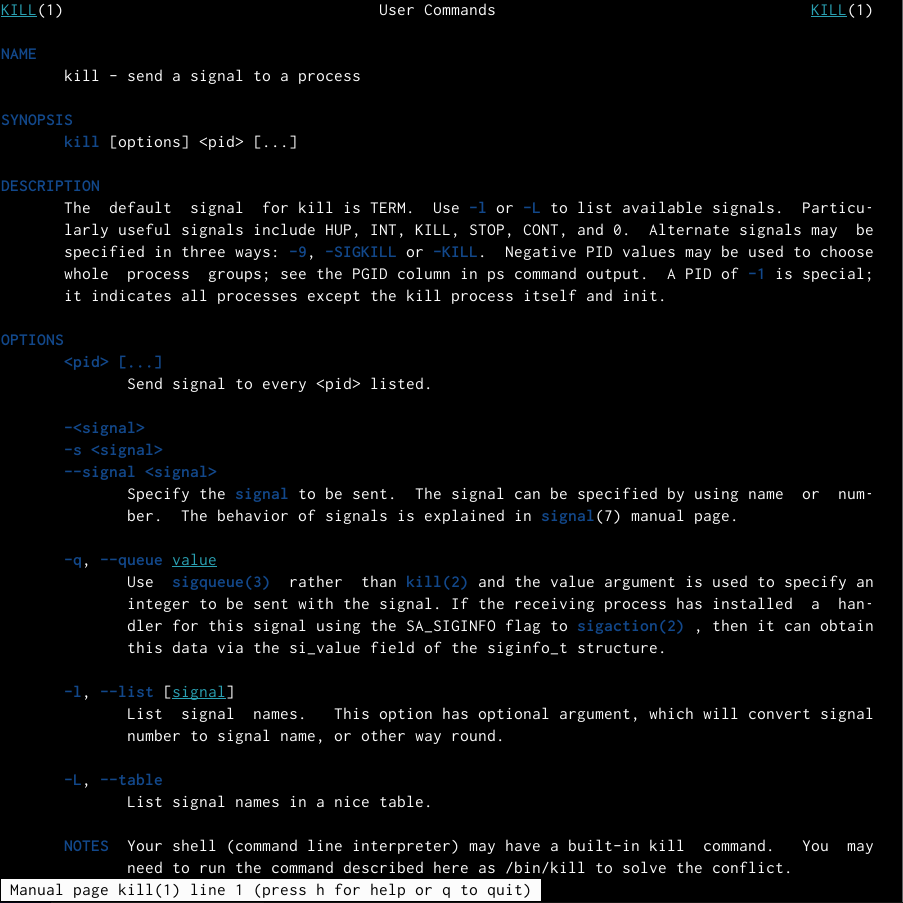 KILL(1) User Commands KILL(1)
NAME
kill - send a signal to a process
SYNOPSIS
kill [options] <pid> [...]
DESCRIPTION
The default signal for kill is TERM. Use -l or -L to list available signals. Particu-
larly useful signals include HUP, INT, KILL, STOP, CONT, and 0. Alternate signals may be
specified in three ways: -9, -SIGKILL or -KILL. Negative PID values may be used to choose
whole process groups; see the PGID column in ps command output. A PID of -1 is special;
it indicates all processes except the kill process itself and init.
OPTIONS
<pid> [...]
Send signal to every <pid> listed.
-<signal>
-s <signal>
--signal <signal>
Specify the signal to be sent. The signal can be specified by using name or num-
ber. The behavior of signals is explained in signal(7) manual page.
-q, --queue value
Use sigqueue(3) rather than kill(2) and the value argument is used to specify an
integer to be sent with the signal. If the receiving process has installed a han-
dler for this signal using the SA_SIGINFO flag to sigaction(2) , then it can obtain
this data via the si_value field of the siginfo_t structure.
-l, --list [signal]
List signal names. This option has optional argument, which will convert signal
number to signal name, or other way round.
-L, --table
List signal names in a nice table.
NOTES Your shell (command line interpreter) may have a built-in kill command. You may
need to run the command described here as /bin/kill to solve the conflict.
Manual page kill(1) line 1 (press h for help or q to quit)